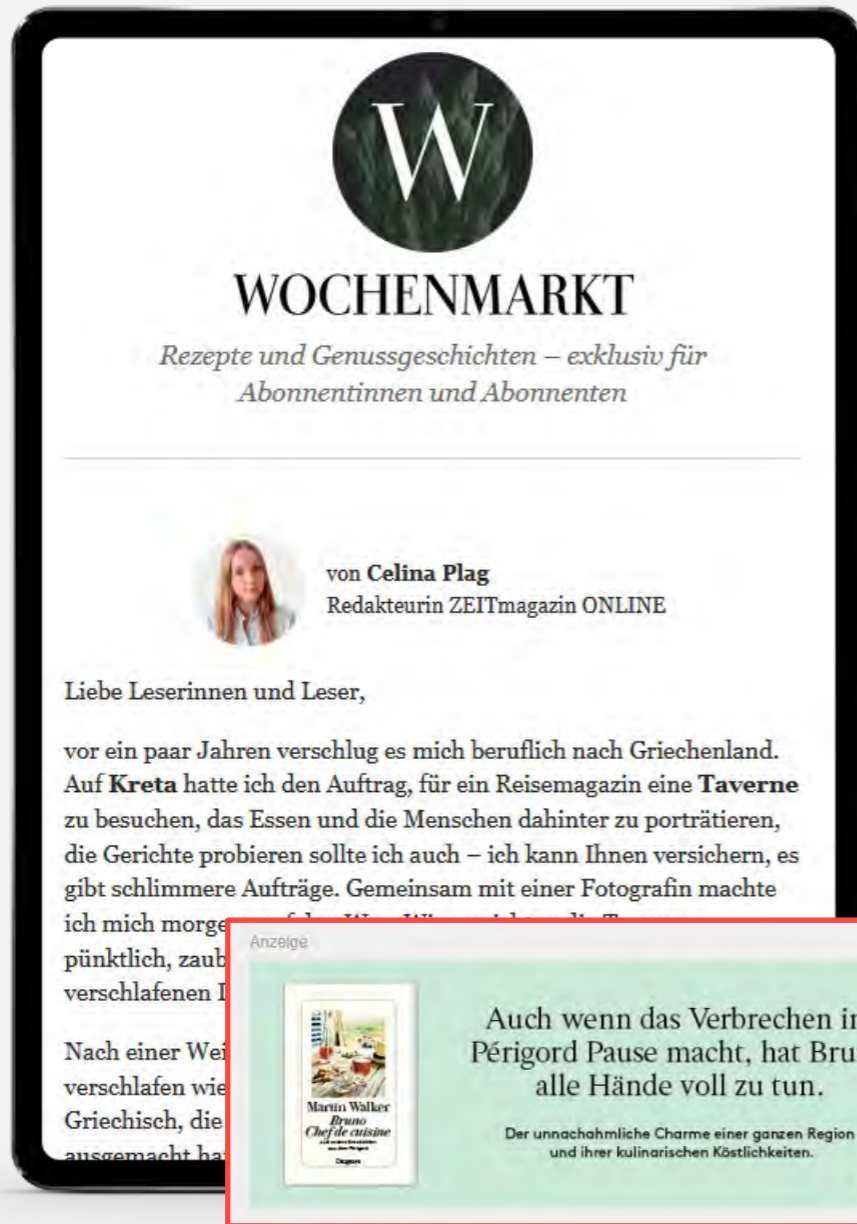 W
WOCHENMARKT
Rezepte und Genussgeschichten – exklusiv für
Abonnentinnen und Abonnenten
von Celina Plag
Redakteurin ZEITmagazin ONLINE
Liebe Leserinnen und Leser,
vor ein paar Jahren verschlug es mich beruflich nach Griechenland.
Auf Kreta hatte ich den Auftrag, für ein Reisemagazin eine Taverne
zu besuchen, das Essen und die Menschen dahinter zu porträtieren,
die Gerichte probieren sollte ich auch – ich kann Ihnen versichern, es
gibt schlimmere Aufträge. Gemeinsam mit einer Fotografin machte
ich mich
pünktlich,
verschlafenen
Nach einer
verschlafen wie
Griechisch, die
ausgemacht
Anzeige
Martin Walker
Bruno
Chef de cuisine
Diogenes
Auch wenn das Verbrechen
Périgord Pause macht, hat
alle Hände voll zu tun.
Der unnachahmliche Charme einer ganzen Region
und ihrer kulinarischen Köstlichkeiten.